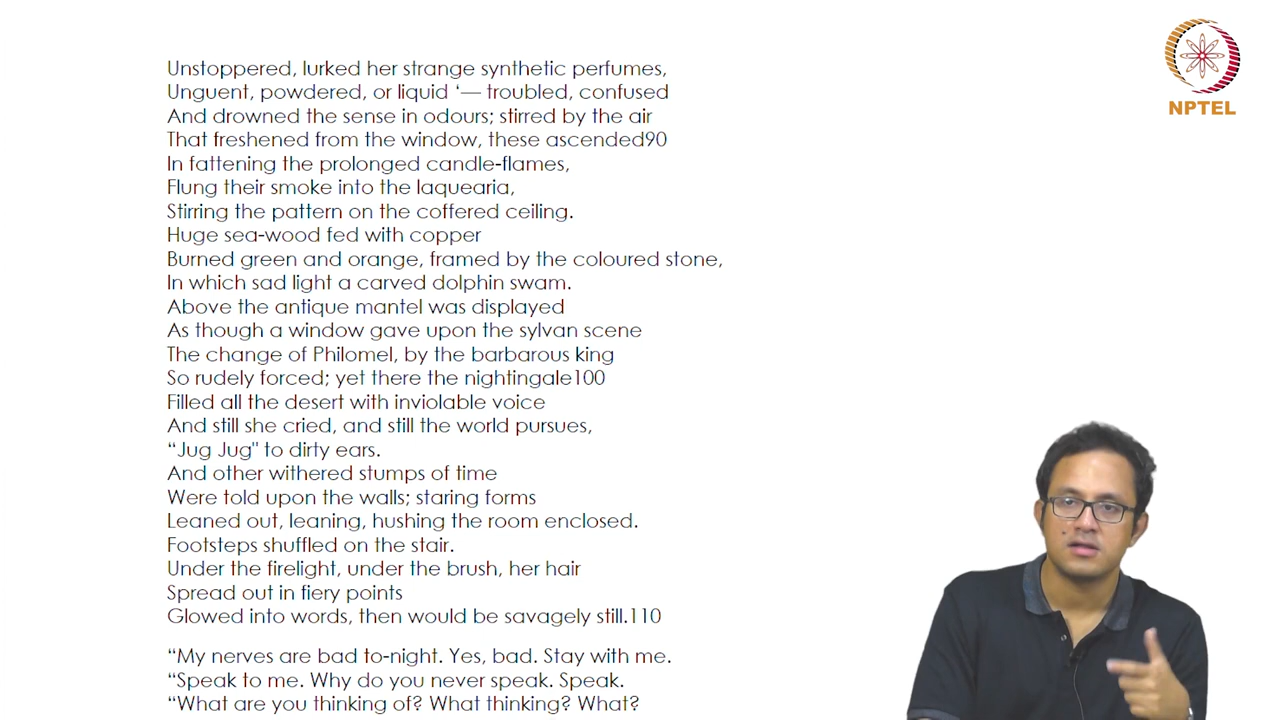 Unstoppered, lurked her strange synthetic perfumes,
Unguent, powdered, or liquid ‘— troubled, confused
And drowned the sense in odours; stirred by the air
That freshened from the window, these ascended90
In fattening the prolonged candle-flames,
Flung their smoke into the laquearia,
Stirring the pattern on the coffered ceiling.
Huge sea-wood fed with copper
Burned green and orange, framed by the coloured stone,
In which sad light a carved dolphin swam.
Above the antique mantel was displayed
As though a window gave upon the sylvan scene
The change of Philomel, by the barbarous king
So rudely forced; yet there the nightingale100
Filled all the desert with inviolable voice
And still she cried, and still the world pursues,
“Jug Jug" to dirty ears.
And other withered stumps of time
Were told upon the walls; staring forms
Leaned out, leaning, hushing the room enclosed.
Footsteps shuffled on the stair.
Under the firelight, under the brush, her hair
Spread out in fiery points
Glowed into words, then would be savagely still.110
“My nerves are bad to-night. Yes, bad. Stay with me.
“Speak to me. Why do you never speak. Speak.
“What are you thinking of? What thinking? What?
NPTEL